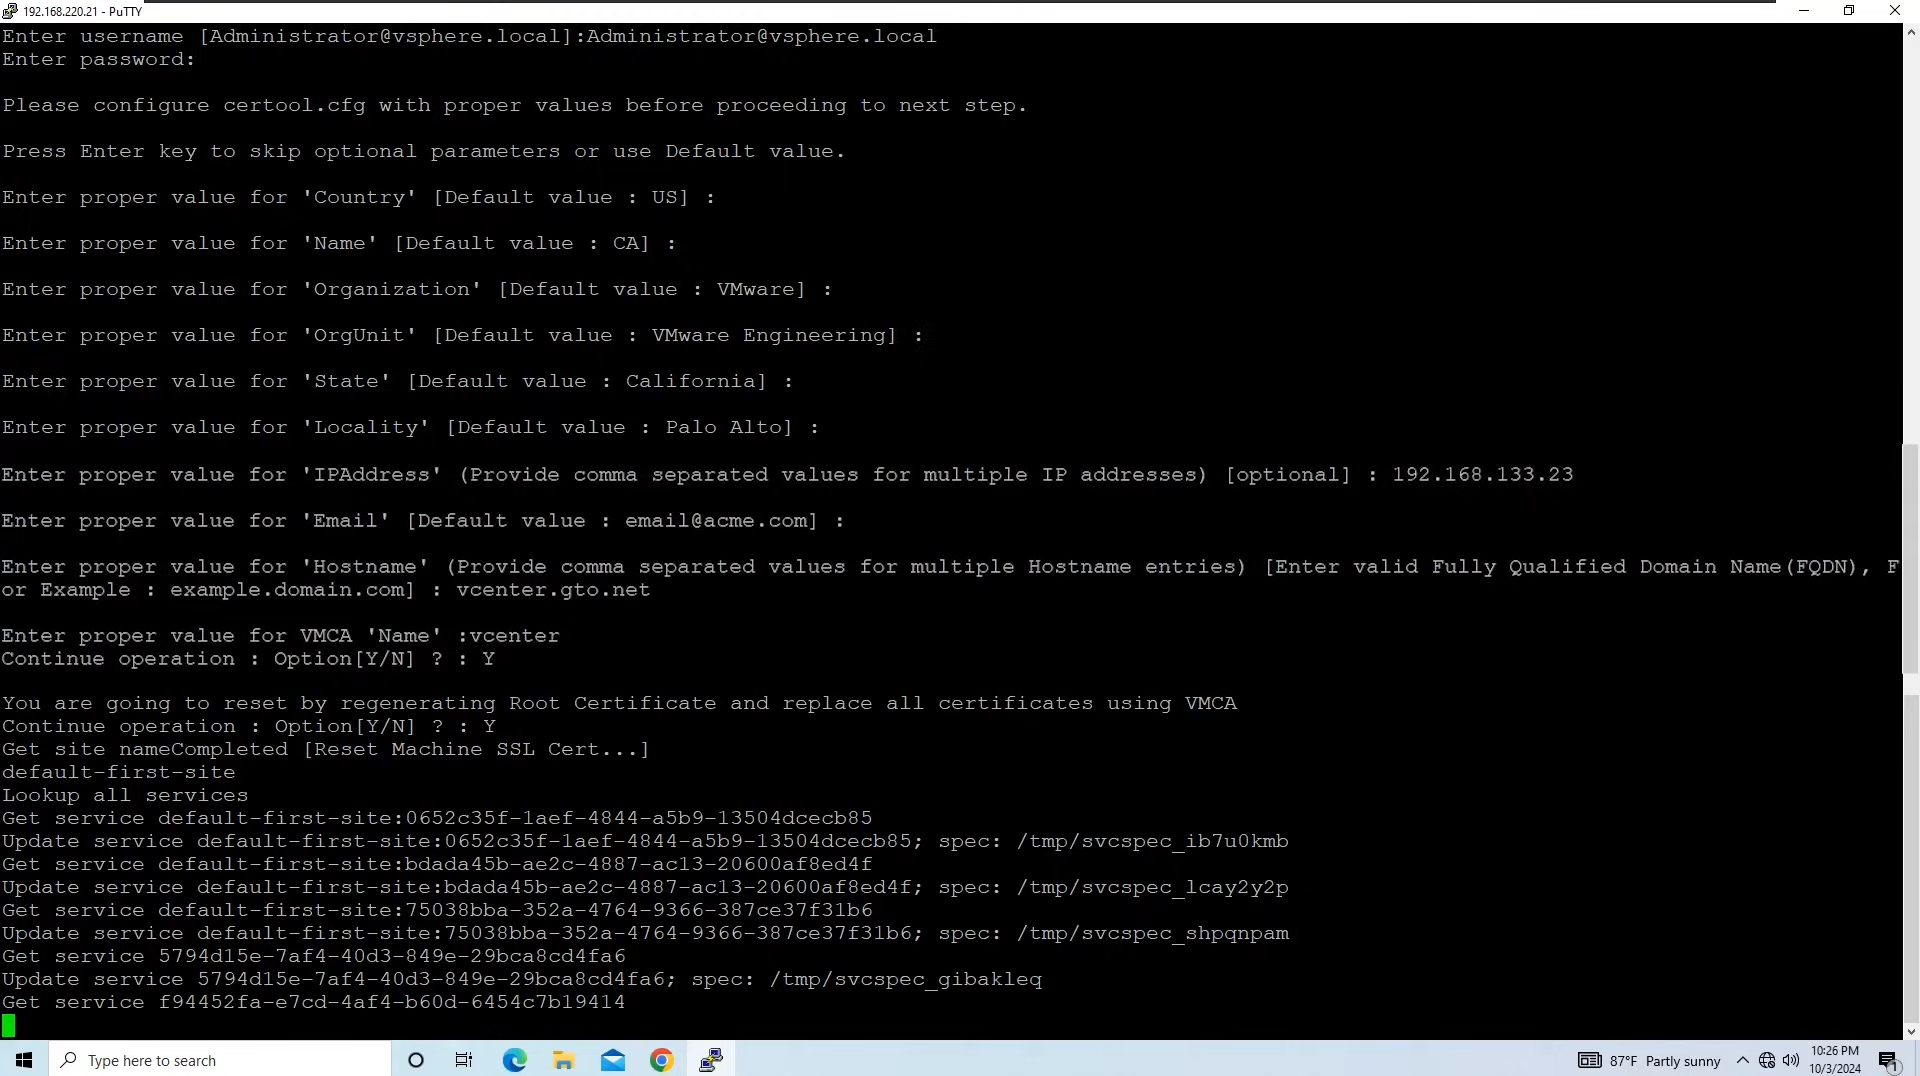 192.168.220.21 - PuTTY
Enter username [Administrator@vsphere.local]:Administrator@vsphere.local
Enter password:
Please configure certool.cfg with proper values before proceeding to next step.
Press Enter key to skip optional parameters or use Default value.
Enter proper value for 'Country' [Default value : US] :
Enter proper value for 'Name' [Default value : CA] :
Enter proper value for 'Organization' [Default value : VMware] :
Enter proper value for 'OrgUnit' [Default value : VMware Engineering] :
Enter proper value for 'State' [Default value : California] :
Enter proper value for 'Locality' [Default value : Palo Alto] :
Enter proper value for 'IPAddress' (Provide comma separated values for multiple IP addresses) [optional] : 192.168.133.23
Enter proper value for 'Email' [Default value : email@acme.com] :
Enter proper value for 'Hostname' (Provide comma separated values for multiple Hostname entries) [Enter valid Fully Qualified Domain Name(FQDN), F
or Example : example.domain.com] : vcenter.gto.net
Enter proper value for VMCA 'Name' :vcenter
Continue operation : Option[Y/N] ? : Y
You are going to reset by regenerating Root Certificate and replace all certificates using VMCA
Continue operation : Option[Y/N] ? : Y
Get site nameCompleted [Reset Machine SSL Cert...]
default-first-site
Lookup all services
Get service default-first-site:0652c35f-1aef-4844-a5b9-13504dcecb85
Update service default-first-site:0652c35f-1aef-4844-a5b9-13504dcecb85; spec: /tmp/svcspec_ib7u0kmb
Get service default-first-site:bdada45b-ae2c-4887-ac13-20600af8ed4f
Update service default-first-site:bdada45b-ae2c-4887-ac13-20600af8ed4f; spec: /tmp/svcspec_lcay2y2p
Get service default-first-site:75038bba-352a-4764-9366-387ce37f31b6
Update service default-first-site:75038bba-352a-4764-9366-387ce37f31b6; spec: /tmp/svcspec_shpqnpam
Get service 5794d15e-7af4-40d3-849e-29bca8cd4fa6
Update service 5794d15e-7af4-40d3-849e-29bca8cd4fa6; spec: /tmp/svcspec_gibakleq
Get service f94452fa-e7cd-4af4-b60d-6454c7b19414
Type here to search
87°F Partly sunny
10:26 PM
10/3/2024
1